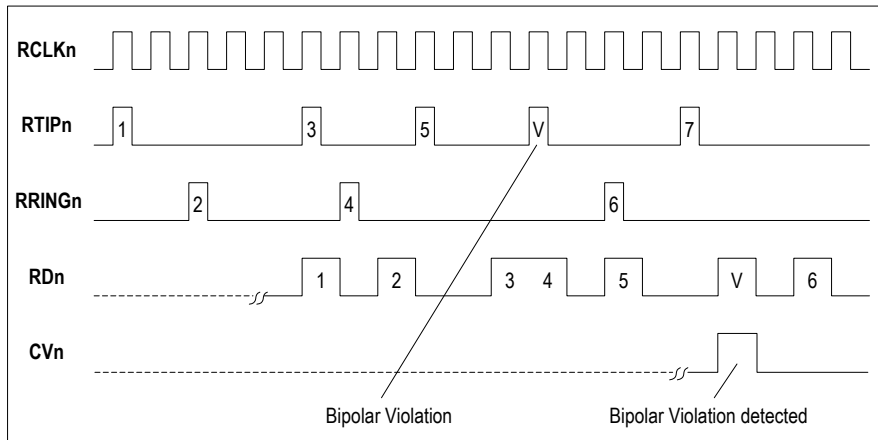 RCLKn
RTIPn
1
3
5
V
7
RRINGn
2
4
6
RDn
1
2
3
4
5
V
6
CVn
Bipolar Violation
Bipolar Violation detected